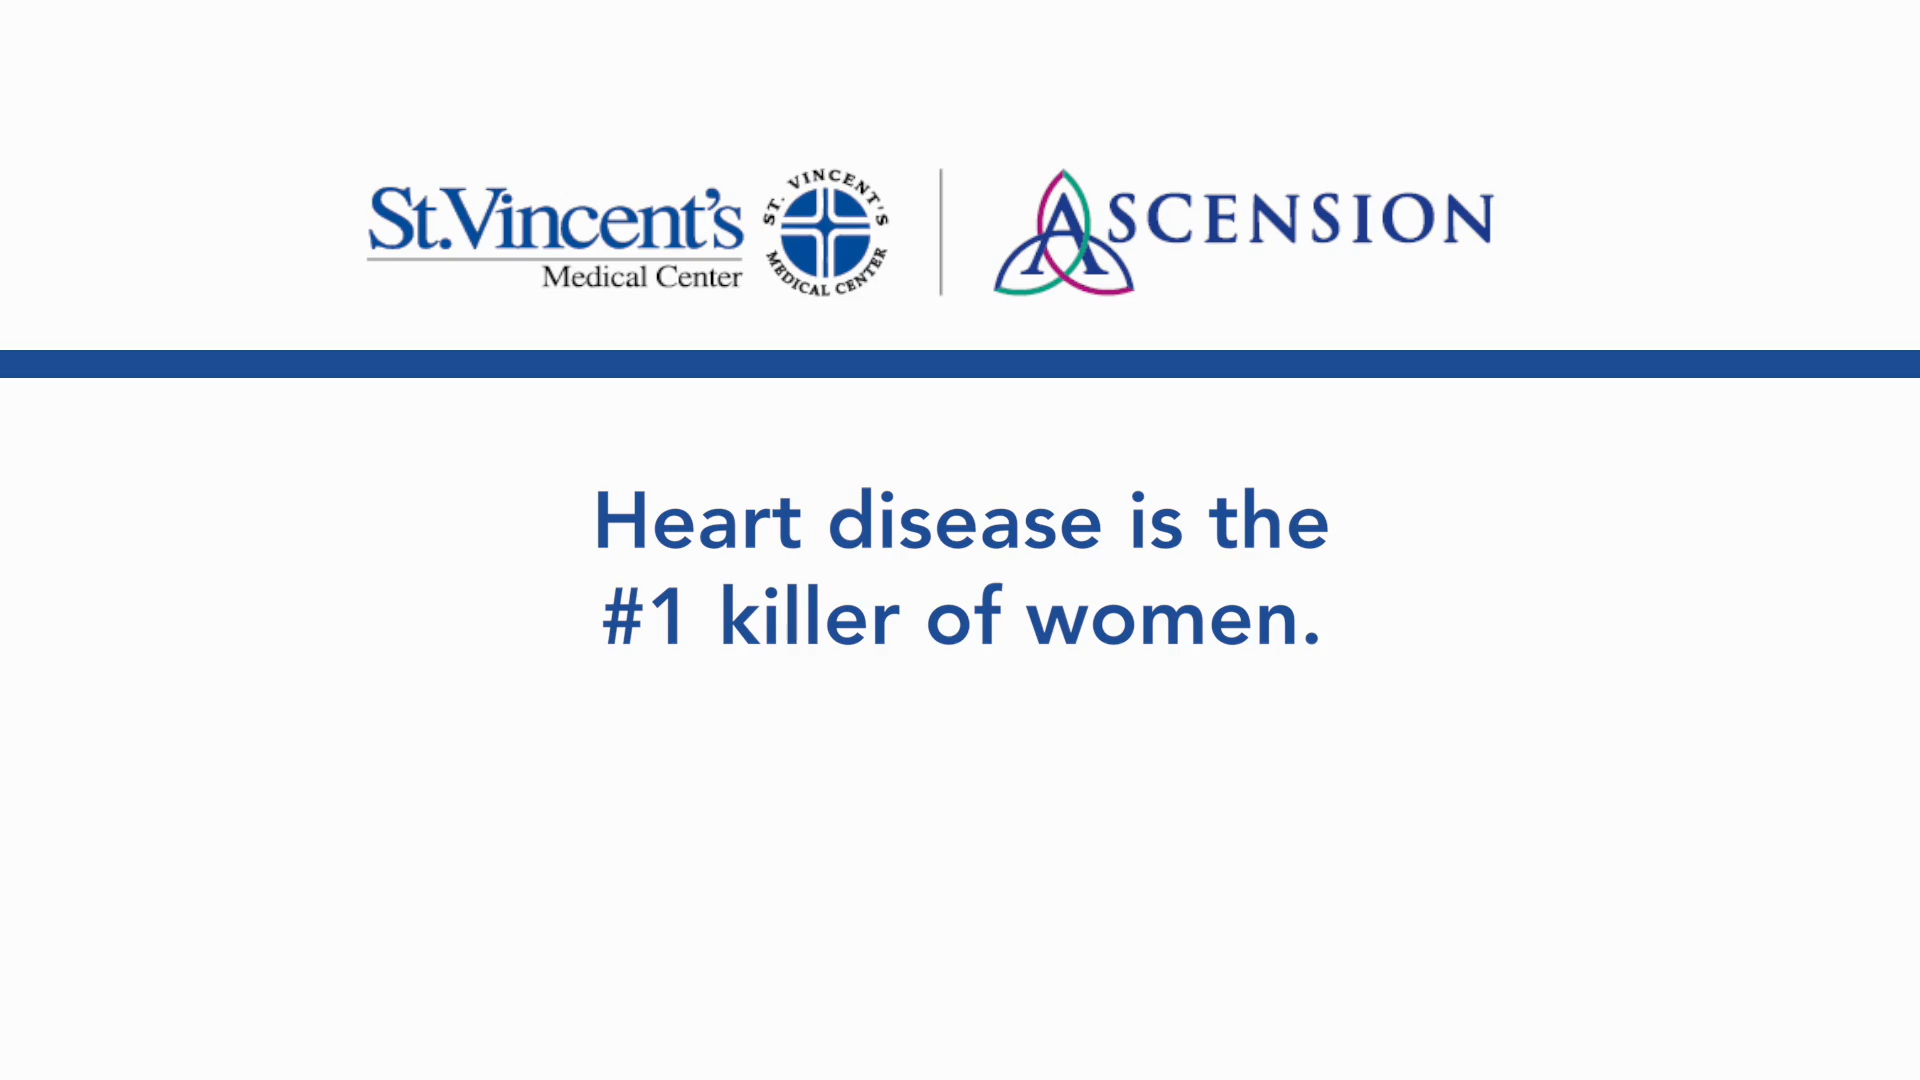 St.Vincent's
Medical Center
ST. VINCENT'S
MEDICAL CENTER
ASCENSION
Heart disease is the
#1 killer of women.